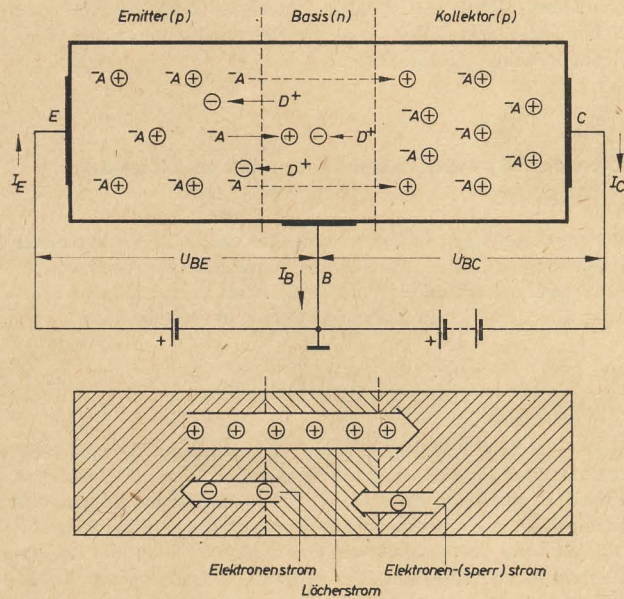 Emitter (p) Basis (n) Kollektor (p)
⁻A⊕ ⁻A⊕ ⁻A ⊕ ⁻A⊕
⊖ D⁺ ⁻A⊕
E ⁻A⊕ C
⁻A⊕ ⁻A ⊕ ⊖ D⁺ ⁻A⊕
⁻A⊕ ⁻A⊕
⊖ D⁺
I_E ⁻A⊕ ⁻A⊕ ⁻A ⊕ ⁻A⊕ I_C
U_BE U_BC
I_B B
+ +
⊕ ⊕ ⊕ ⊕ ⊕ ⊕
⊖ ⊖ ⊖
Elektronenstrom Elektronen-(sperr)strom
Löcherstrom